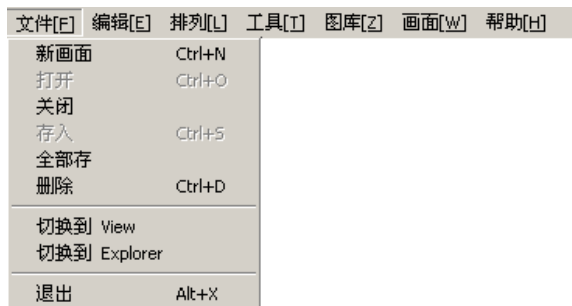 文件[F] 编辑[E] 排列[L] 工具[T] 图库[Z] 画面[W] 帮助[H]
新画面 Ctrl+N
打开 Ctrl+O
关闭
存入 Ctrl+S
全部存
删除 Ctrl+D
切换到 View
切换到 Explorer
退出 Alt+X